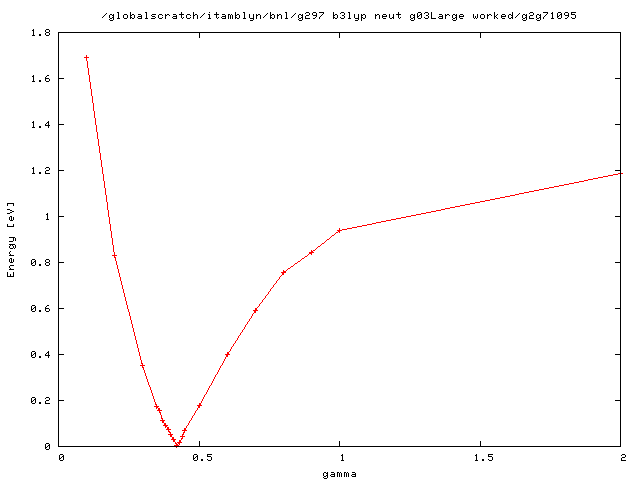 /globalscratch/itamblyn/bnl/g297 b3lyp neut g03Large worked/g2g71095
1.8
1.6
1.4
1.2
1
0.8
0.6
0.4
0.2
0
Energy [eV]
0 0.5 1 1.5 2
gamma